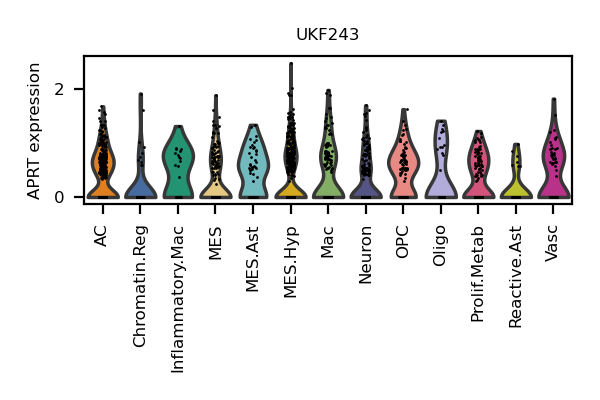 UKF243
APRT expression
2
0
AC
Chromatin.Reg
Inflammatory.Mac
MES
MES.Ast
MES.Hyp
Mac
Neuron
OPC
Oligo
Prolif.Metab
Reactive.Ast
Vasc